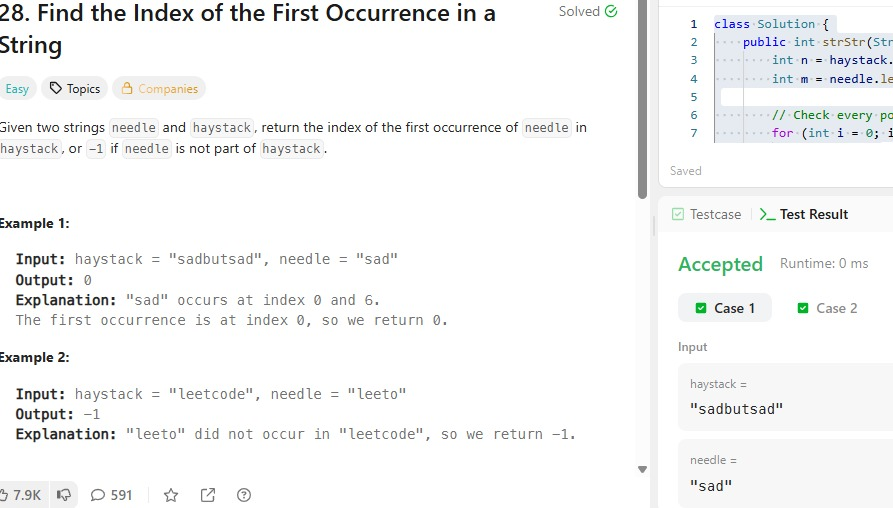 28. Find the Index of the First Occurrence in a
String
Solved
Easy
Topics
Companies
Given two strings needle and haystack, return the index of the first occurrence of needle in
haystack, or -1 if needle is not part of haystack.
Example 1:
Input: haystack = "sadbutsad", needle = "sad"
Output: 0
Explanation: "sad" occurs at index 0 and 6.
The first occurrence is at index 0, so we return 0.
Example 2:
Input: haystack = "leetcode", needle = "leeto"
Output: -1
Explanation: "leeto" did not occur in "leetcode", so we return -1.
7.9K
591
1 class Solution {
2 public int strStr(Str
3 int n = haystack.
4 int m = needle.le
5
6 // Check every po
7 for (int i = 0; i
Saved
Testcase
Test Result
Accepted
Runtime: 0 ms
Case 1
Case 2
Input
haystack =
"sadbutsad"
needle =
"sad"